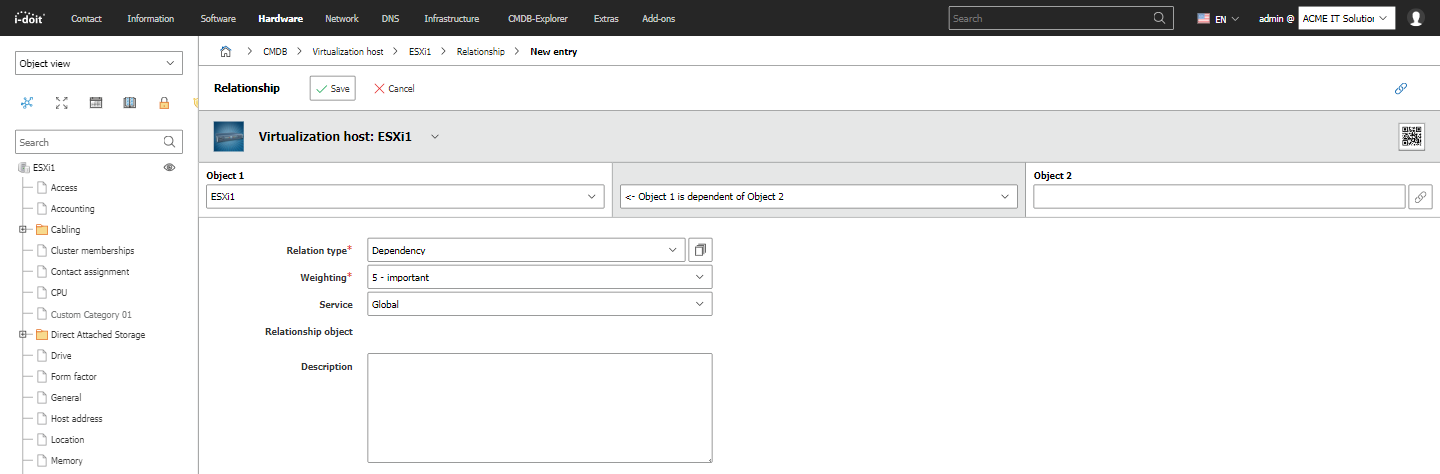 i-doit Contact Information Software Hardware Network DNS Infrastructure CMDB-Explorer Extras Add-ons Search EN admin @ ACME IT Solution
Object view
CMDB Virtualization host ESXi1 Relationship New entry
Relationship Save Cancel
Search
Virtualization host: ESXi1
ESXi1
Access
Accounting
Cabling
Cluster memberships
Contact assignment
CPU
Custom Category 01
Direct Attached Storage
Drive
Form factor
General
Host address
Location
Memory
Object 1
ESXi1
<- Object 1 is dependent of Object 2
Object 2
Relation type* Dependency
Weighting* 5 - important
Service Global
Relationship object
Description